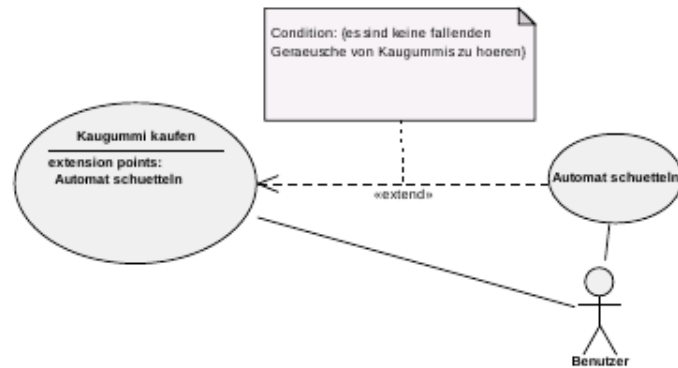 Condition: (es sind keine fallenden
Geraeusche von Kaugummis zu hoeren)
Kaugummi kaufen
extension points:
Automat schuetteln
«extend»
Automat schuetteln
Benutzer